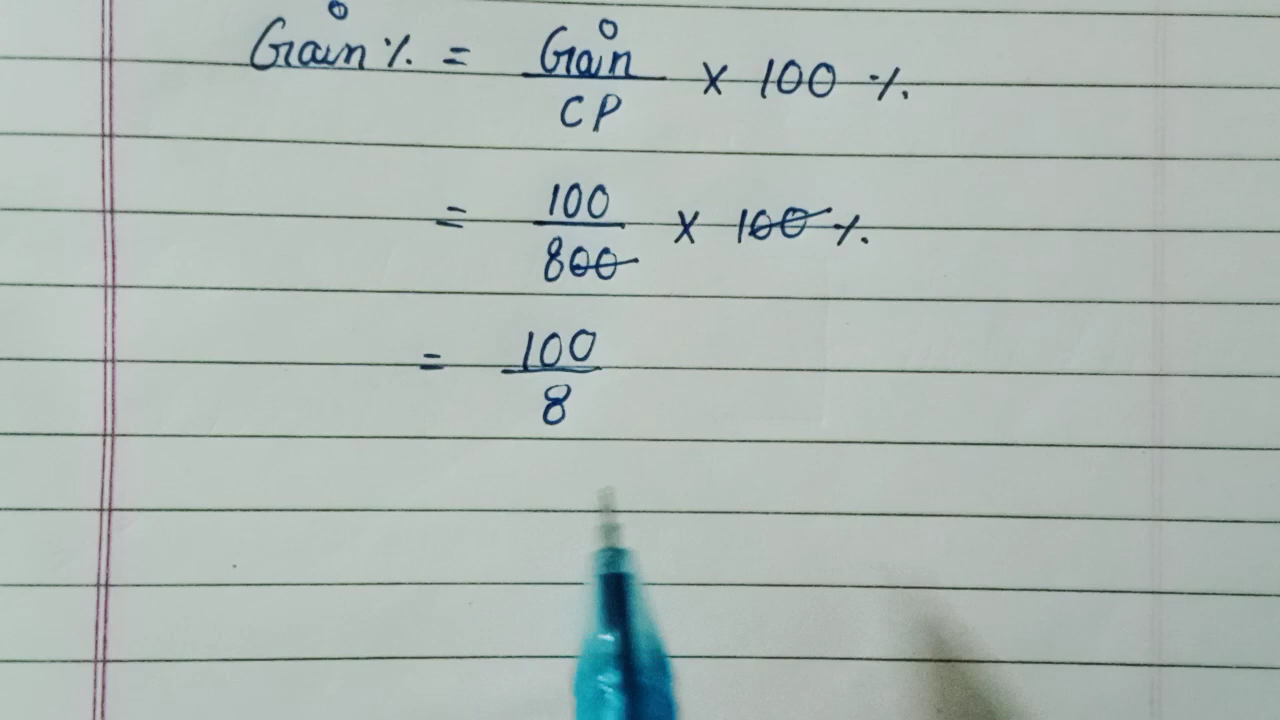 Gain % = Gain / CP × 100 %
= 100 / 800 × 100 %
= 100 / 8